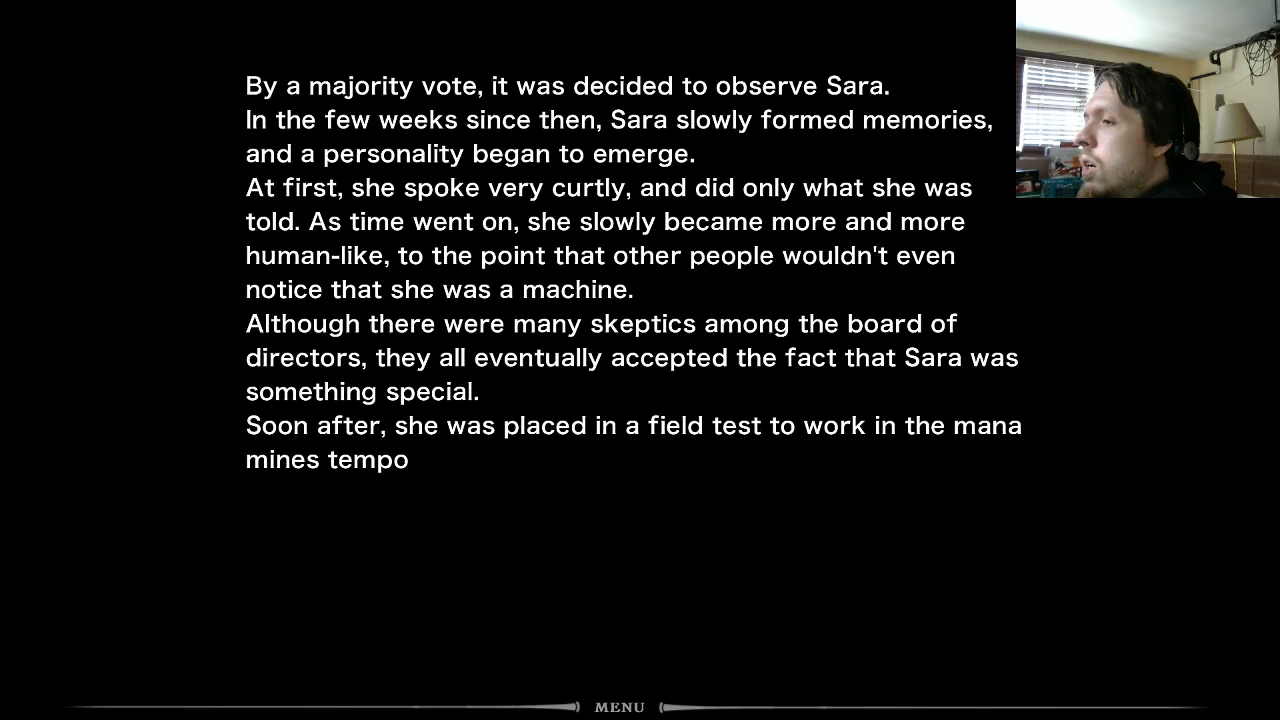 By a majority vote, it was decided to observe Sara.
In the few weeks since then, Sara slowly formed memories,
and a personality began to emerge.
At first, she spoke very curtly, and did only what she was
told. As time went on, she slowly became more and more
human-like, to the point that other people wouldn't even
notice that she was a machine.
Although there were many skeptics among the board of
directors, they all eventually accepted the fact that Sara was
something special.
Soon after, she was placed in a field test to work in the mana
mines tempo
MENU